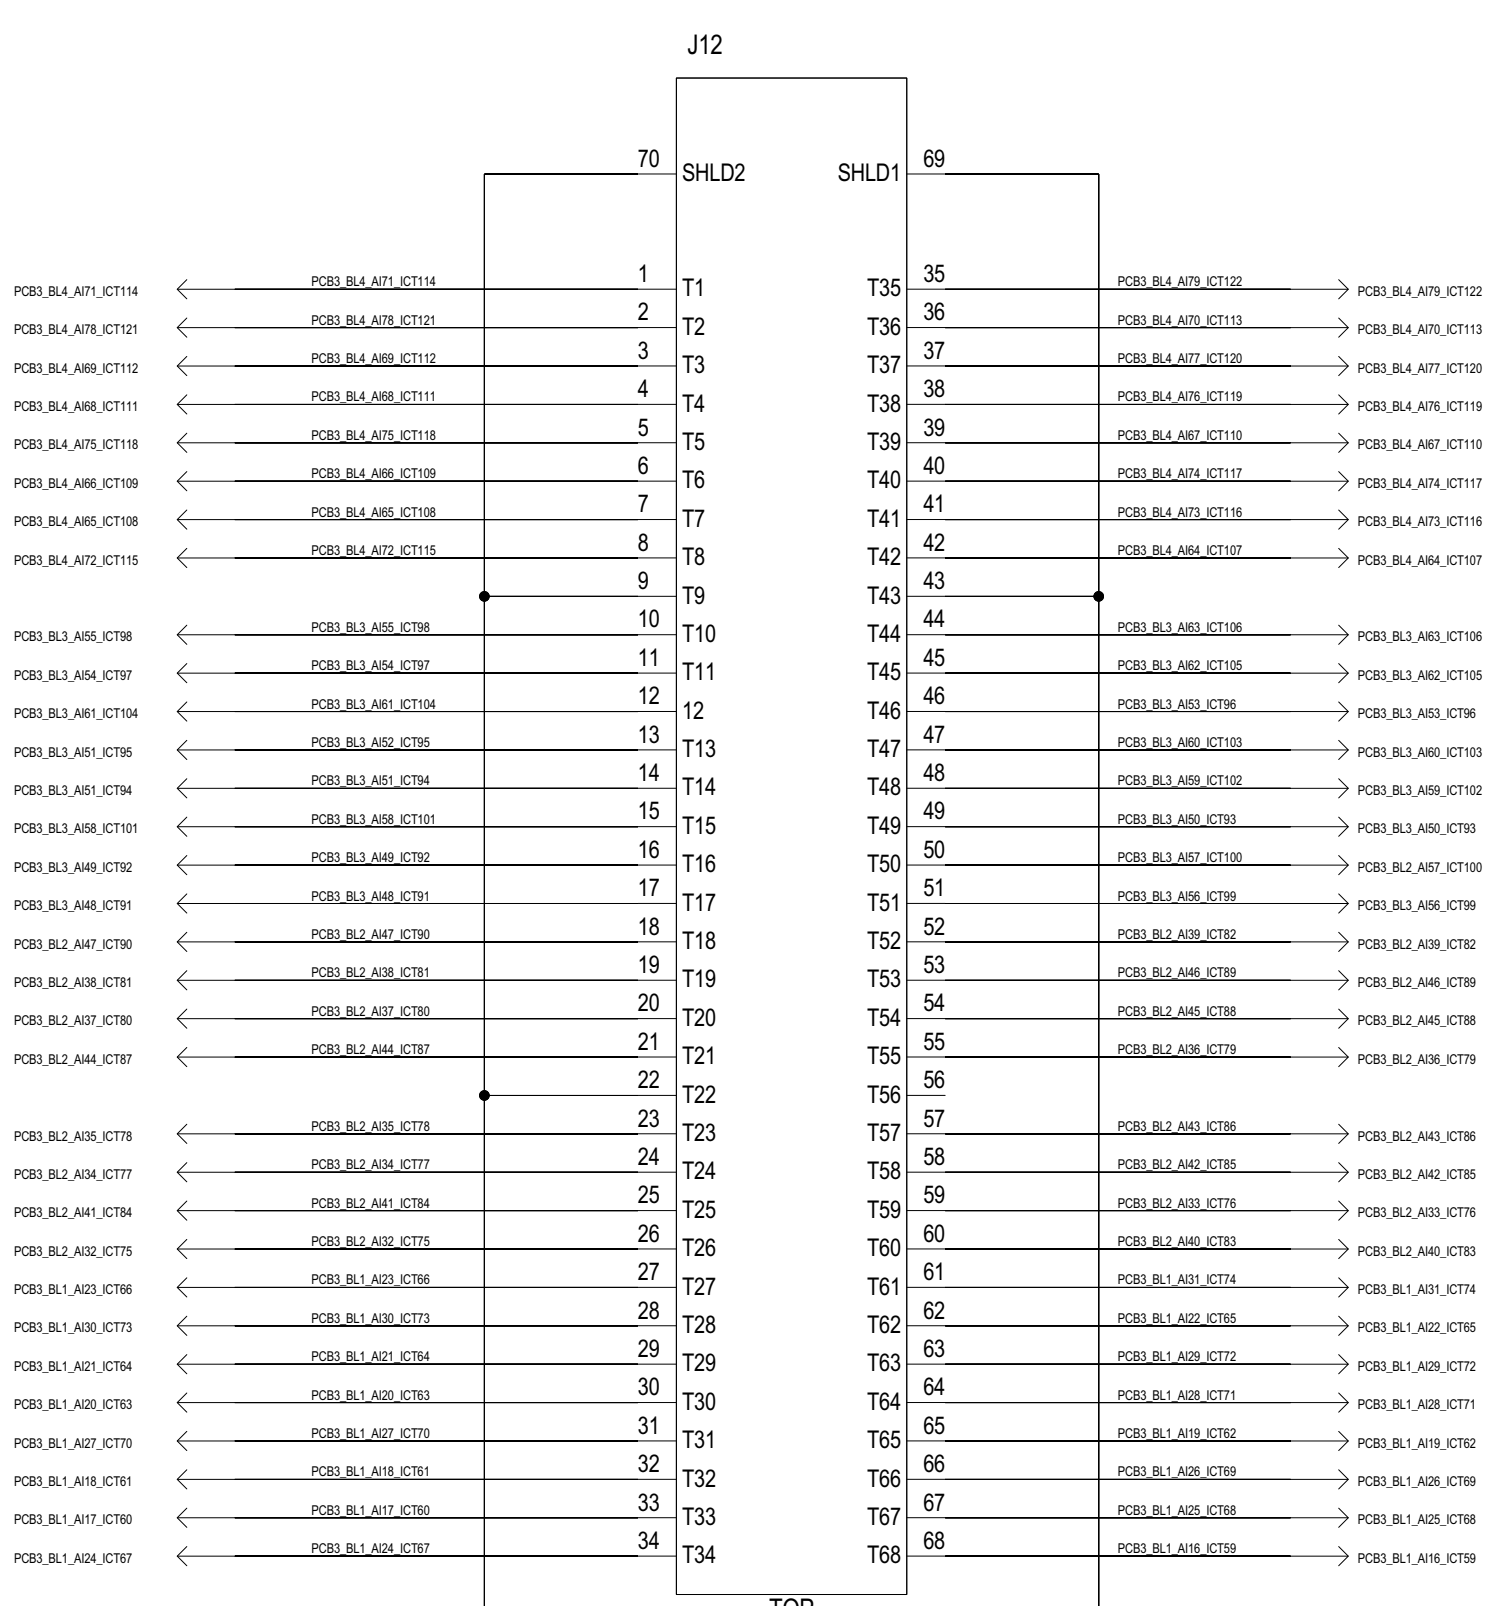 J12
70 SHLD2 SHLD1 69
PCB3_BL4_AI71_ICT114 PCB3_BL4_AI71_ICT114 1 T1 T35 35 PCB3_BL4_AI79_ICT122 PCB3_BL4_AI79_ICT122
PCB3_BL4_AI78_ICT121 PCB3_BL4_AI78_ICT121 2 T2 T36 36 PCB3_BL4_AI70_ICT113 PCB3_BL4_AI70_ICT113
PCB3_BL4_AI69_ICT112 PCB3_BL4_AI69_ICT112 3 T3 T37 37 PCB3_BL4_AI77_ICT120 PCB3_BL4_AI77_ICT120
PCB3_BL4_AI68_ICT111 PCB3_BL4_AI68_ICT111 4 T4 T38 38 PCB3_BL4_AI76_ICT119 PCB3_BL4_AI76_ICT119
PCB3_BL4_AI75_ICT118 PCB3_BL4_AI75_ICT118 5 T5 T39 39 PCB3_BL4_AI67_ICT110 PCB3_BL4_AI67_ICT110
PCB3_BL4_AI66_ICT109 PCB3_BL4_AI66_ICT109 6 T6 T40 40 PCB3_BL4_AI74_ICT117 PCB3_BL4_AI74_ICT117
PCB3_BL4_AI65_ICT108 PCB3_BL4_AI65_ICT108 7 T7 T41 41 PCB3_BL4_AI73_ICT116 PCB3_BL4_AI73_ICT116
PCB3_BL4_AI72_ICT115 PCB3_BL4_AI72_ICT115 8 T8 T42 42 PCB3_BL4_AI64_ICT107 PCB3_BL4_AI64_ICT107
9 T9 T43 43
PCB3_BL3_AI55_ICT98 PCB3_BL3_AI55_ICT98 10 T10 T44 44 PCB3_BL3_AI63_ICT106 PCB3_BL3_AI63_ICT106
PCB3_BL3_AI54_ICT97 PCB3_BL3_AI54_ICT97 11 T11 T45 45 PCB3_BL3_AI62_ICT105 PCB3_BL3_AI62_ICT105
PCB3_BL3_AI61_ICT104 PCB3_BL3_AI61_ICT104 12 12 T46 46 PCB3_BL3_AI53_ICT96 PCB3_BL3_AI53_ICT96
PCB3_BL3_AI51_ICT95 PCB3_BL3_AI52_ICT95 13 T13 T47 47 PCB3_BL3_AI60_ICT103 PCB3_BL3_AI60_ICT103
PCB3_BL3_AI51_ICT94 PCB3_BL3_AI51_ICT94 14 T14 T48 48 PCB3_BL3_AI59_ICT102 PCB3_BL3_AI59_ICT102
PCB3_BL3_AI58_ICT101 PCB3_BL3_AI58_ICT101 15 T15 T49 49 PCB3_BL3_AI50_ICT93 PCB3_BL3_AI50_ICT93
PCB3_BL3_AI49_ICT92 PCB3_BL3_AI49_ICT92 16 T16 T50 50 PCB3_BL3_AI57_ICT100 PCB3_BL2_AI57_ICT100
PCB3_BL3_AI48_ICT91 PCB3_BL3_AI48_ICT91 17 T17 T51 51 PCB3_BL3_AI56_ICT99 PCB3_BL3_AI56_ICT99
PCB3_BL2_AI47_ICT90 PCB3_BL2_AI47_ICT90 18 T18 T52 52 PCB3_BL2_AI39_ICT82 PCB3_BL2_AI39_ICT82
PCB3_BL2_AI38_ICT81 PCB3_BL2_AI38_ICT81 19 T19 T53 53 PCB3_BL2_AI46_ICT89 PCB3_BL2_AI46_ICT89
PCB3_BL2_AI37_ICT80 PCB3_BL2_AI37_ICT80 20 T20 T54 54 PCB3_BL2_AI45_ICT88 PCB3_BL2_AI45_ICT88
PCB3_BL2_AI44_ICT87 PCB3_BL2_AI44_ICT87 21 T21 T55 55 PCB3_BL2_AI36_ICT79 PCB3_BL2_AI36_ICT79
22 T22 T56 56
PCB3_BL2_AI35_ICT78 PCB3_BL2_AI35_ICT78 23 T23 T57 57 PCB3_BL2_AI43_ICT86 PCB3_BL2_AI43_ICT86
PCB3_BL2_AI34_ICT77 PCB3_BL2_AI34_ICT77 24 T24 T58 58 PCB3_BL2_AI42_ICT85 PCB3_BL2_AI42_ICT85
PCB3_BL2_AI41_ICT84 PCB3_BL2_AI41_ICT84 25 T25 T59 59 PCB3_BL2_AI33_ICT76 PCB3_BL2_AI33_ICT76
PCB3_BL2_AI32_ICT75 PCB3_BL2_AI32_ICT75 26 T26 T60 60 PCB3_BL2_AI40_ICT83 PCB3_BL2_AI40_ICT83
PCB3_BL1_AI23_ICT66 PCB3_BL1_AI23_ICT66 27 T27 T61 61 PCB3_BL1_AI31_ICT74 PCB3_BL1_AI31_ICT74
PCB3_BL1_AI30_ICT73 PCB3_BL1_AI30_ICT73 28 T28 T62 62 PCB3_BL1_AI22_ICT65 PCB3_BL1_AI22_ICT65
PCB3_BL1_AI21_ICT64 PCB3_BL1_AI21_ICT64 29 T29 T63 63 PCB3_BL1_AI29_ICT72 PCB3_BL1_AI29_ICT72
PCB3_BL1_AI20_ICT63 PCB3_BL1_AI20_ICT63 30 T30 T64 64 PCB3_BL1_AI28_ICT71 PCB3_BL1_AI28_ICT71
PCB3_BL1_AI27_ICT70 PCB3_BL1_AI27_ICT70 31 T31 T65 65 PCB3_BL1_AI19_ICT62 PCB3_BL1_AI19_ICT62
PCB3_BL1_AI18_ICT61 PCB3_BL1_AI18_ICT61 32 T32 T66 66 PCB3_BL1_AI26_ICT69 PCB3_BL1_AI26_ICT69
PCB3_BL1_AI17_ICT60 PCB3_BL1_AI17_ICT60 33 T33 T67 67 PCB3_BL1_AI25_ICT68 PCB3_BL1_AI25_ICT68
PCB3_BL1_AI24_ICT67 PCB3_BL1_AI24_ICT67 34 T34 T68 68 PCB3_BL1_AI16_ICT59 PCB3_BL1_AI16_ICT59